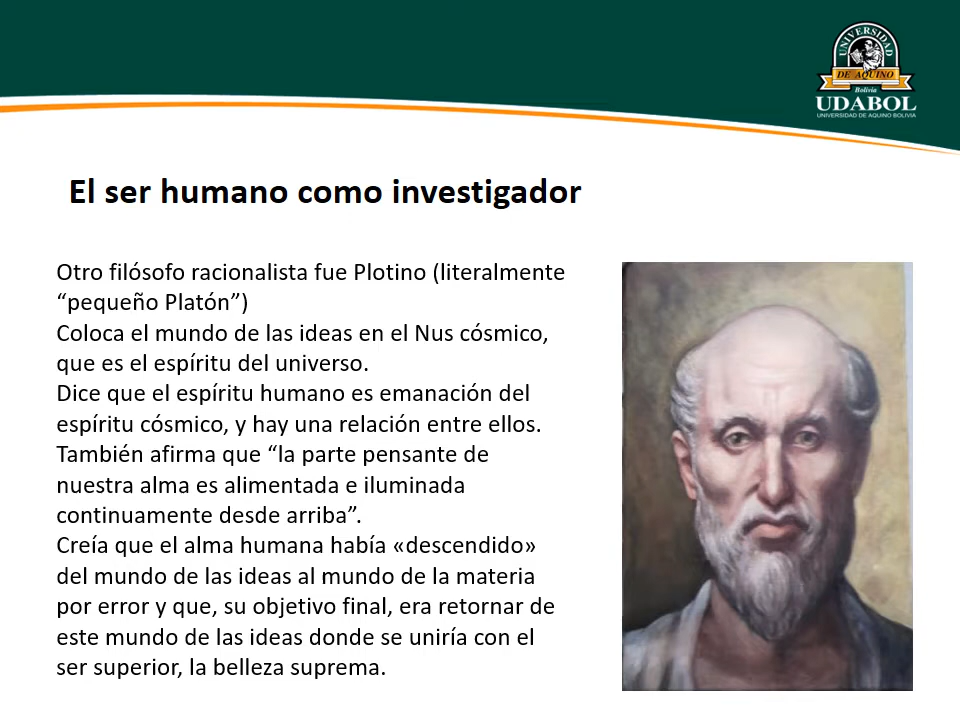 UNIVERSIDAD
DE AQUINO
Bolivia
UDABOL
UNIVERSIDAD DE AQUINO BOLIVIA
El ser humano como investigador
Otro filósofo racionalista fue Plotino (literalmente
“pequeño Platón”)
Coloca el mundo de las ideas en el Nus cósmico,
que es el espíritu del universo.
Dice que el espíritu humano es emanación del
espíritu cósmico, y hay una relación entre ellos.
También afirma que “la parte pensante de
nuestra alma es alimentada e iluminada
continuamente desde arriba”.
Creía que el alma humana había «descendido»
del mundo de las ideas al mundo de la materia
por error y que, su objetivo final, era retornar de
este mundo de las ideas donde se uniría con el
ser superior, la belleza suprema.